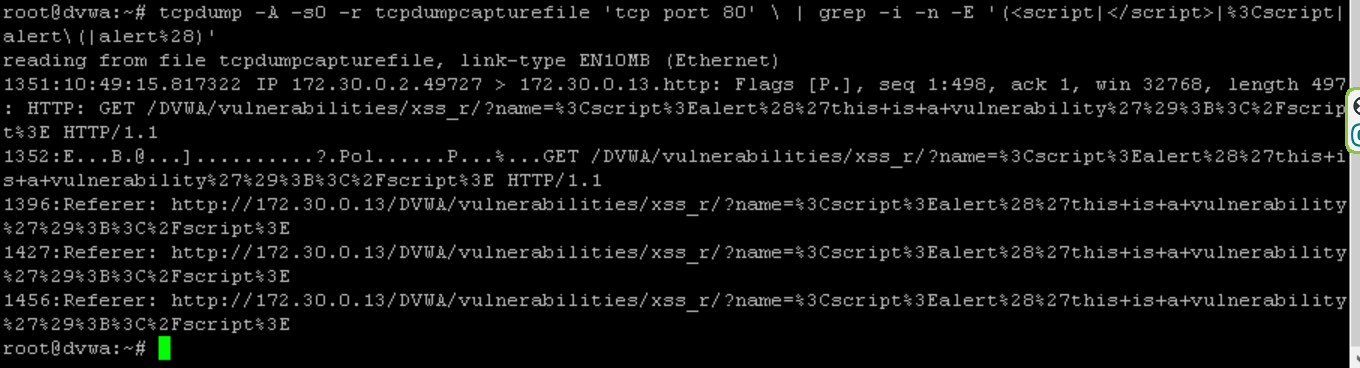 root@dvwa:~# tcpdump -A -s0 -r tcpdumpcapturefile 'tcp port 80' \ | grep -i -n -E '(<script|</script>|%3Cscript|
alert\(|alert%28)'
reading from file tcpdumpcapturefile, link-type EN10MB (Ethernet)
1351:10:49:15.817322 IP 172.30.0.2.49727 > 172.30.0.13.http: Flags [P.], seq 1:498, ack 1, win 32768, length 497
: HTTP: GET /DVWA/vulnerabilities/xss_r/?name=%3Cscript%3Ealert%28%27this+is+a+vulnerability%27%29%3B%3C%2Fscrip
t%3E HTTP/1.1
1352:E...B.@...]..........?.Pol......P...%...GET /DVWA/vulnerabilities/xss_r/?name=%3Cscript%3Ealert%28%27this+i
s+a+vulnerability%27%29%3B%3C%2Fscript%3E HTTP/1.1
1396:Referer: http://172.30.0.13/DVWA/vulnerabilities/xss_r/?name=%3Cscript%3Ealert%28%27this+is+a+vulnerability
%27%29%3B%3C%2Fscript%3E
1427:Referer: http://172.30.0.13/DVWA/vulnerabilities/xss_r/?name=%3Cscript%3Ealert%28%27this+is+a+vulnerability
%27%29%3B%3C%2Fscript%3E
1456:Referer: http://172.30.0.13/DVWA/vulnerabilities/xss_r/?name=%3Cscript%3Ealert%28%27this+is+a+vulnerability
%27%29%3B%3C%2Fscript%3E
root@dvwa:~#